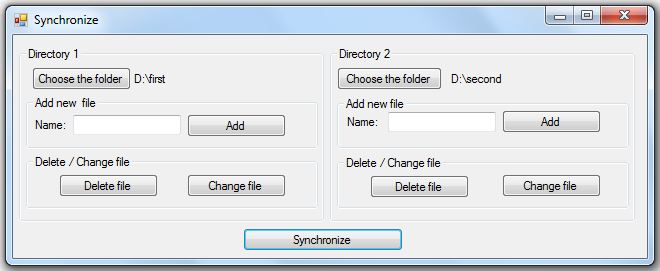 Synchronize
Directory 1
Choose the folder D:\first
Add new file
Name: Add
Delete / Change file
Delete file Change file
Directory 2
Choose the folder D:\second
Add new file
Name: Add
Delete / Change file
Delete file Change file
Synchronize